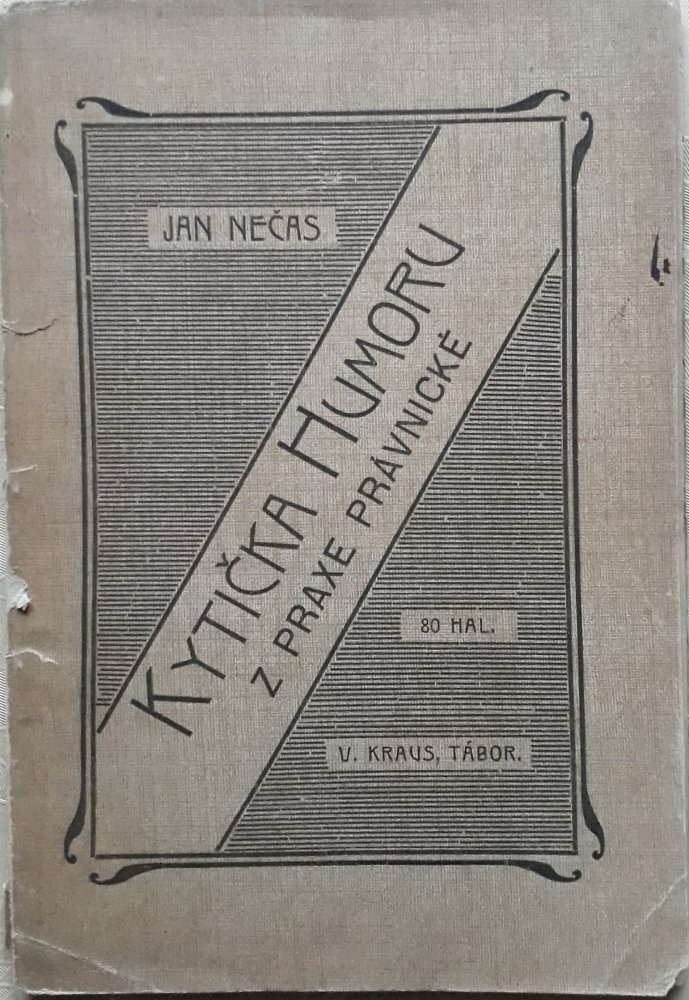 JAN NEČAS
KYTIČKA HUMORU
Z PRAXE PRÁVNICKÉ
80 HAL.
V. KRAUS, TÁBOR.